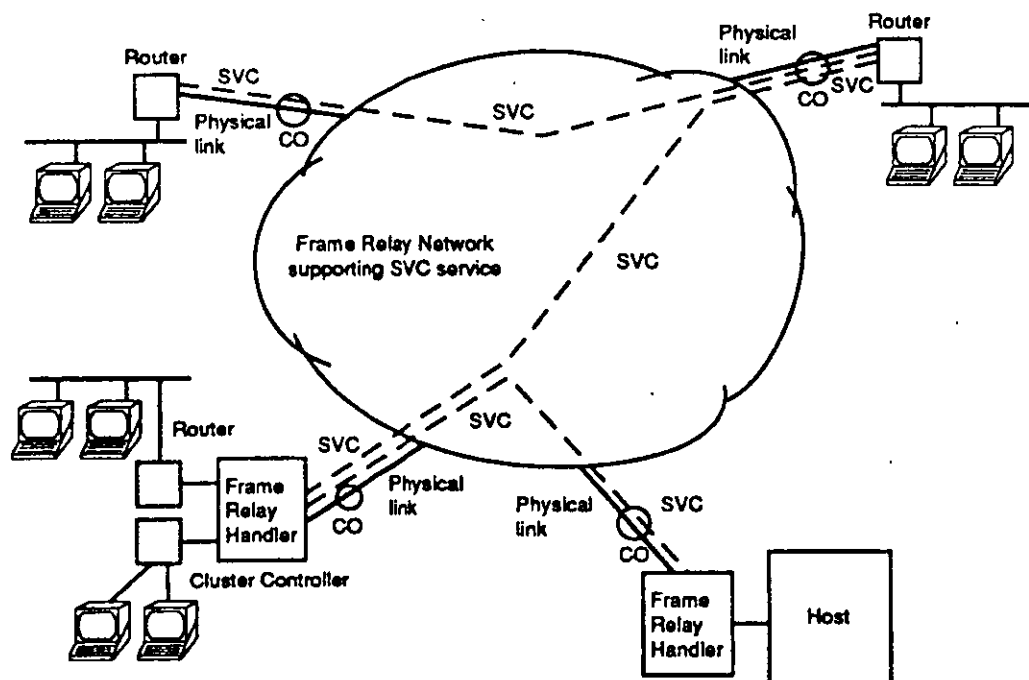 Router
SVC
Physical
link
CO
SVC
Physical
link
CO
SVC
Router
Frame Relay Network
supporting SVC service
SVC
Router
Frame
Relay
Handler
Cluster Controller
SVC
SVC
CO
Physical
link
Physical
link
SVC
CO
Frame
Relay
Handler
Host